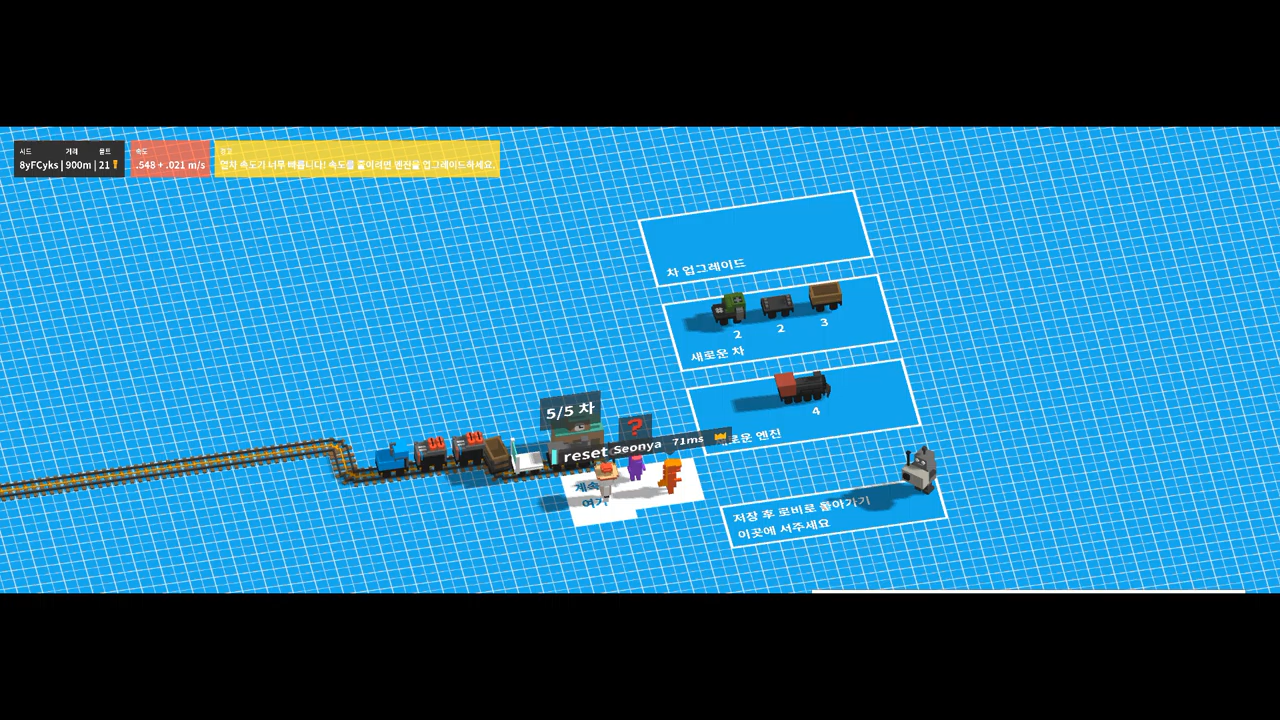 시드 거리 볼트
8yFCyks | 900m | 21
속도
.548 + .021 m/s
경고
열차 속도가 너무 빠릅니다! 속도를 줄이려면 엔진을 업그레이드하세요.
차 업그레이드
2 2 3
새로운 차
4
로운 엔진
5/5 차
?
reset Seonya 71ms
계속
여기
저장 후 로비로 돌아가기
이곳에 서주세요